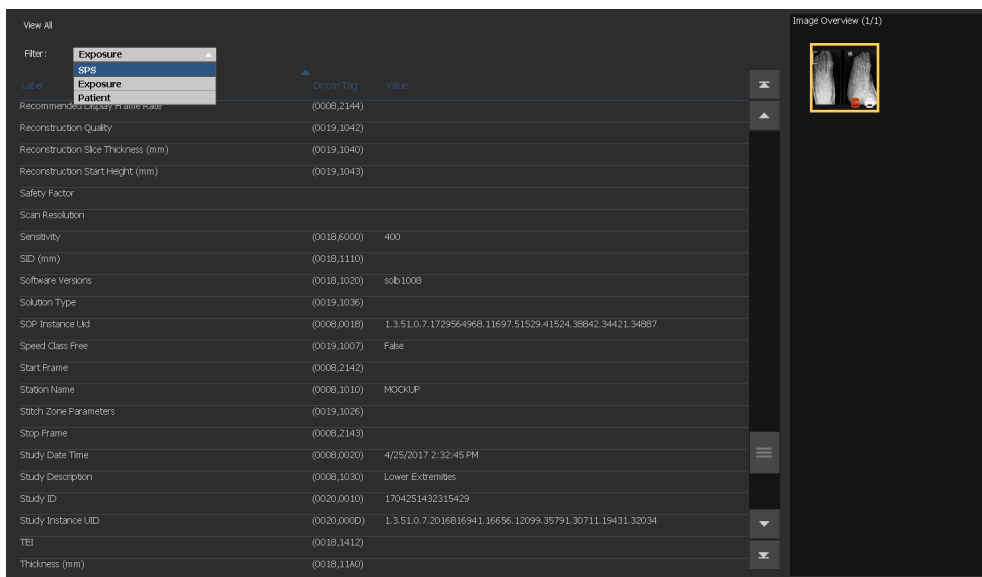 View All
Image Overview (1/1)
Filter: Exposure
SPS
Exposure
Patient
Label Dicom Tag Value
Recommended Display Frame Rate (0008,2144)
Reconstruction Quality (0019,1042)
Reconstruction Slice Thickness (mm) (0019,1040)
Reconstruction Start Height (mm) (0019,1043)
Safety Factor
Scan Resolution
Sensitivity (0018,6000) 400
SID (mm) (0018,1110)
Software Versions (0018,1020) solb1008
Solution Type (0019,1036)
SOP Instance Uid (0008,0018) 1.3.51.0.7.1729564968.11697.51529.41524.38842.34421.34887
Speed Class Free (0019,1007) False
Start Frame (0008,2142)
Station Name (0008,1010) MOCKUP
Stitch Zone Parameters (0019,1026)
Stop Frame (0008,2143)
Study Date Time (0008,0020) 4/25/2017 2:32:45 PM
Study Description (0008,1030) Lower Extremities
Study ID (0020,0010) 1704251432315429
Study Instance UID (0020,000D) 1.3.51.0.7.2016816941.16656.12099.35791.30711.19431.32034
TEI (0018,1412)
Thickness (mm) (0018,11A0)